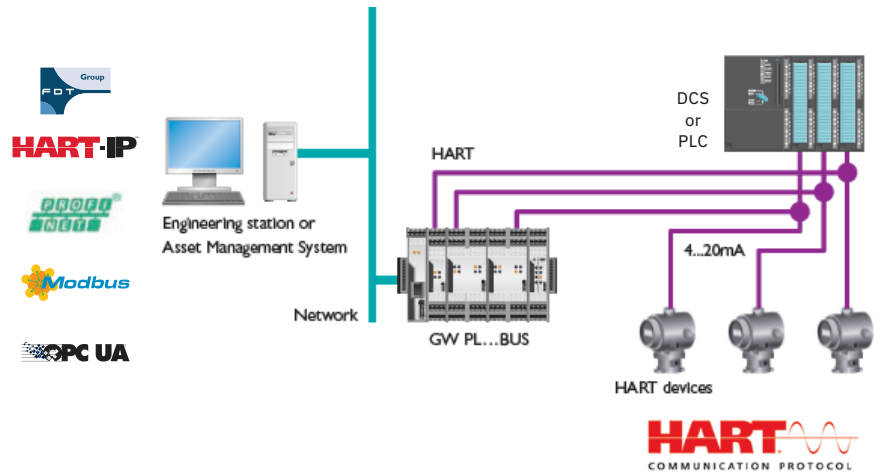 FDT Group
HART-IP™
PROFI®
NET
Modbus
OPC UA
Engineering station or
Asset Management System
Network
HART
GW PL...BUS
DCS
or
PLC
4...20mA
HART devices
HART®
COMMUNICATION PROTOCOL